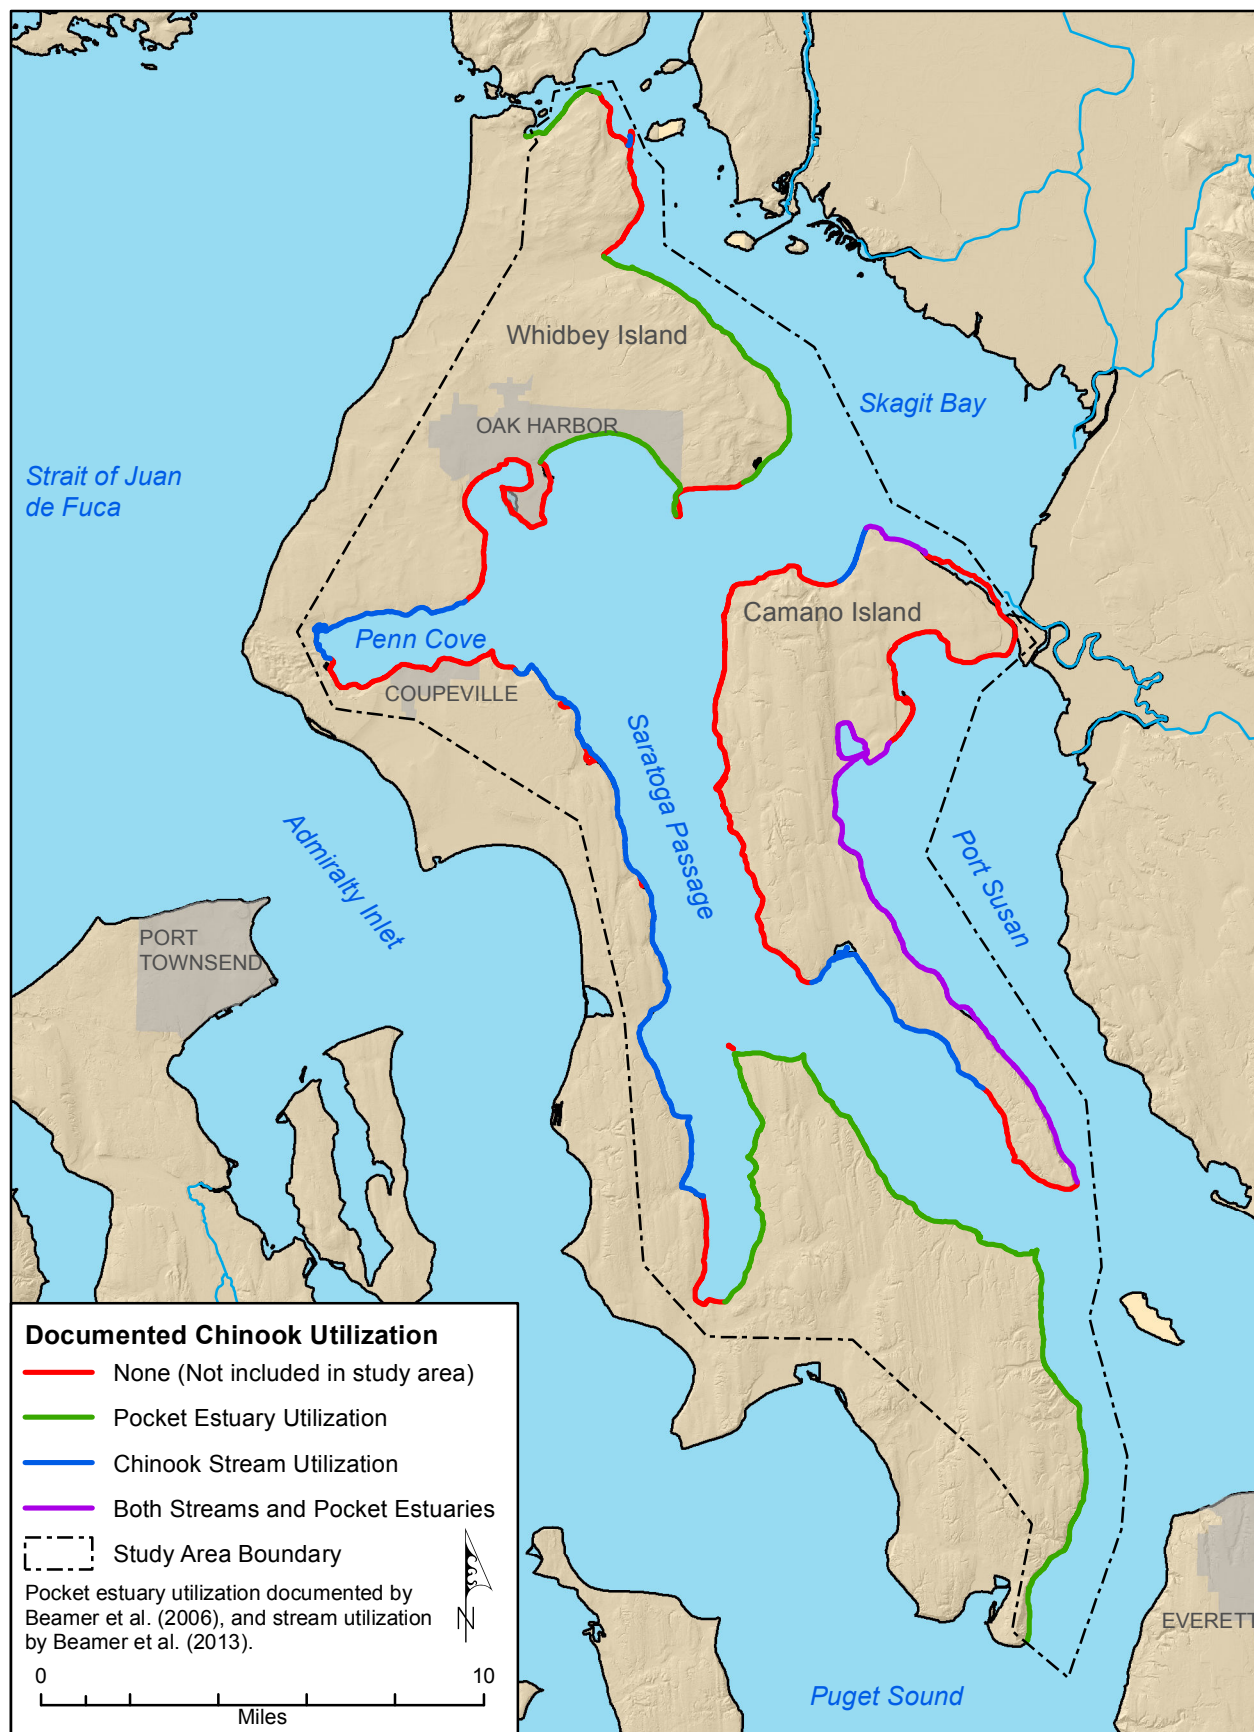 Whidbey Island
Skagit Bay
OAK HARBOR
Strait of Juan
de Fuca
Camano Island
Penn Cove
COUPEVILLE
Saratoga Passage
Admiralty Inlet
Port Susan
PORT
TOWNSEND
Documented Chinook Utilization
None (Not included in study area)
Pocket Estuary Utilization
Chinook Stream Utilization
Both Streams and Pocket Estuaries
Study Area Boundary
Pocket estuary utilization documented by
Beamer et al. (2006), and stream utilization
by Beamer et al. (2013).
N
0 10
Miles
EVERETT
Puget Sound